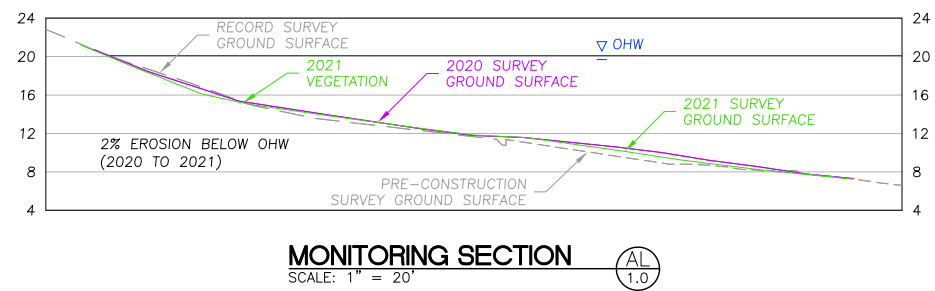 24
20
16
12
8
4
RECORD SURVEY
GROUND SURFACE
OHW
2021
VEGETATION
2020 SURVEY
GROUND SURFACE
2021 SURVEY
GROUND SURFACE
2% EROSION BELOW OHW
(2020 TO 2021)
PRE-CONSTRUCTION
SURVEY GROUND SURFACE
24
20
16
12
8
4
MONITORING SECTION
SCALE: 1" = 20'
AL
1.0